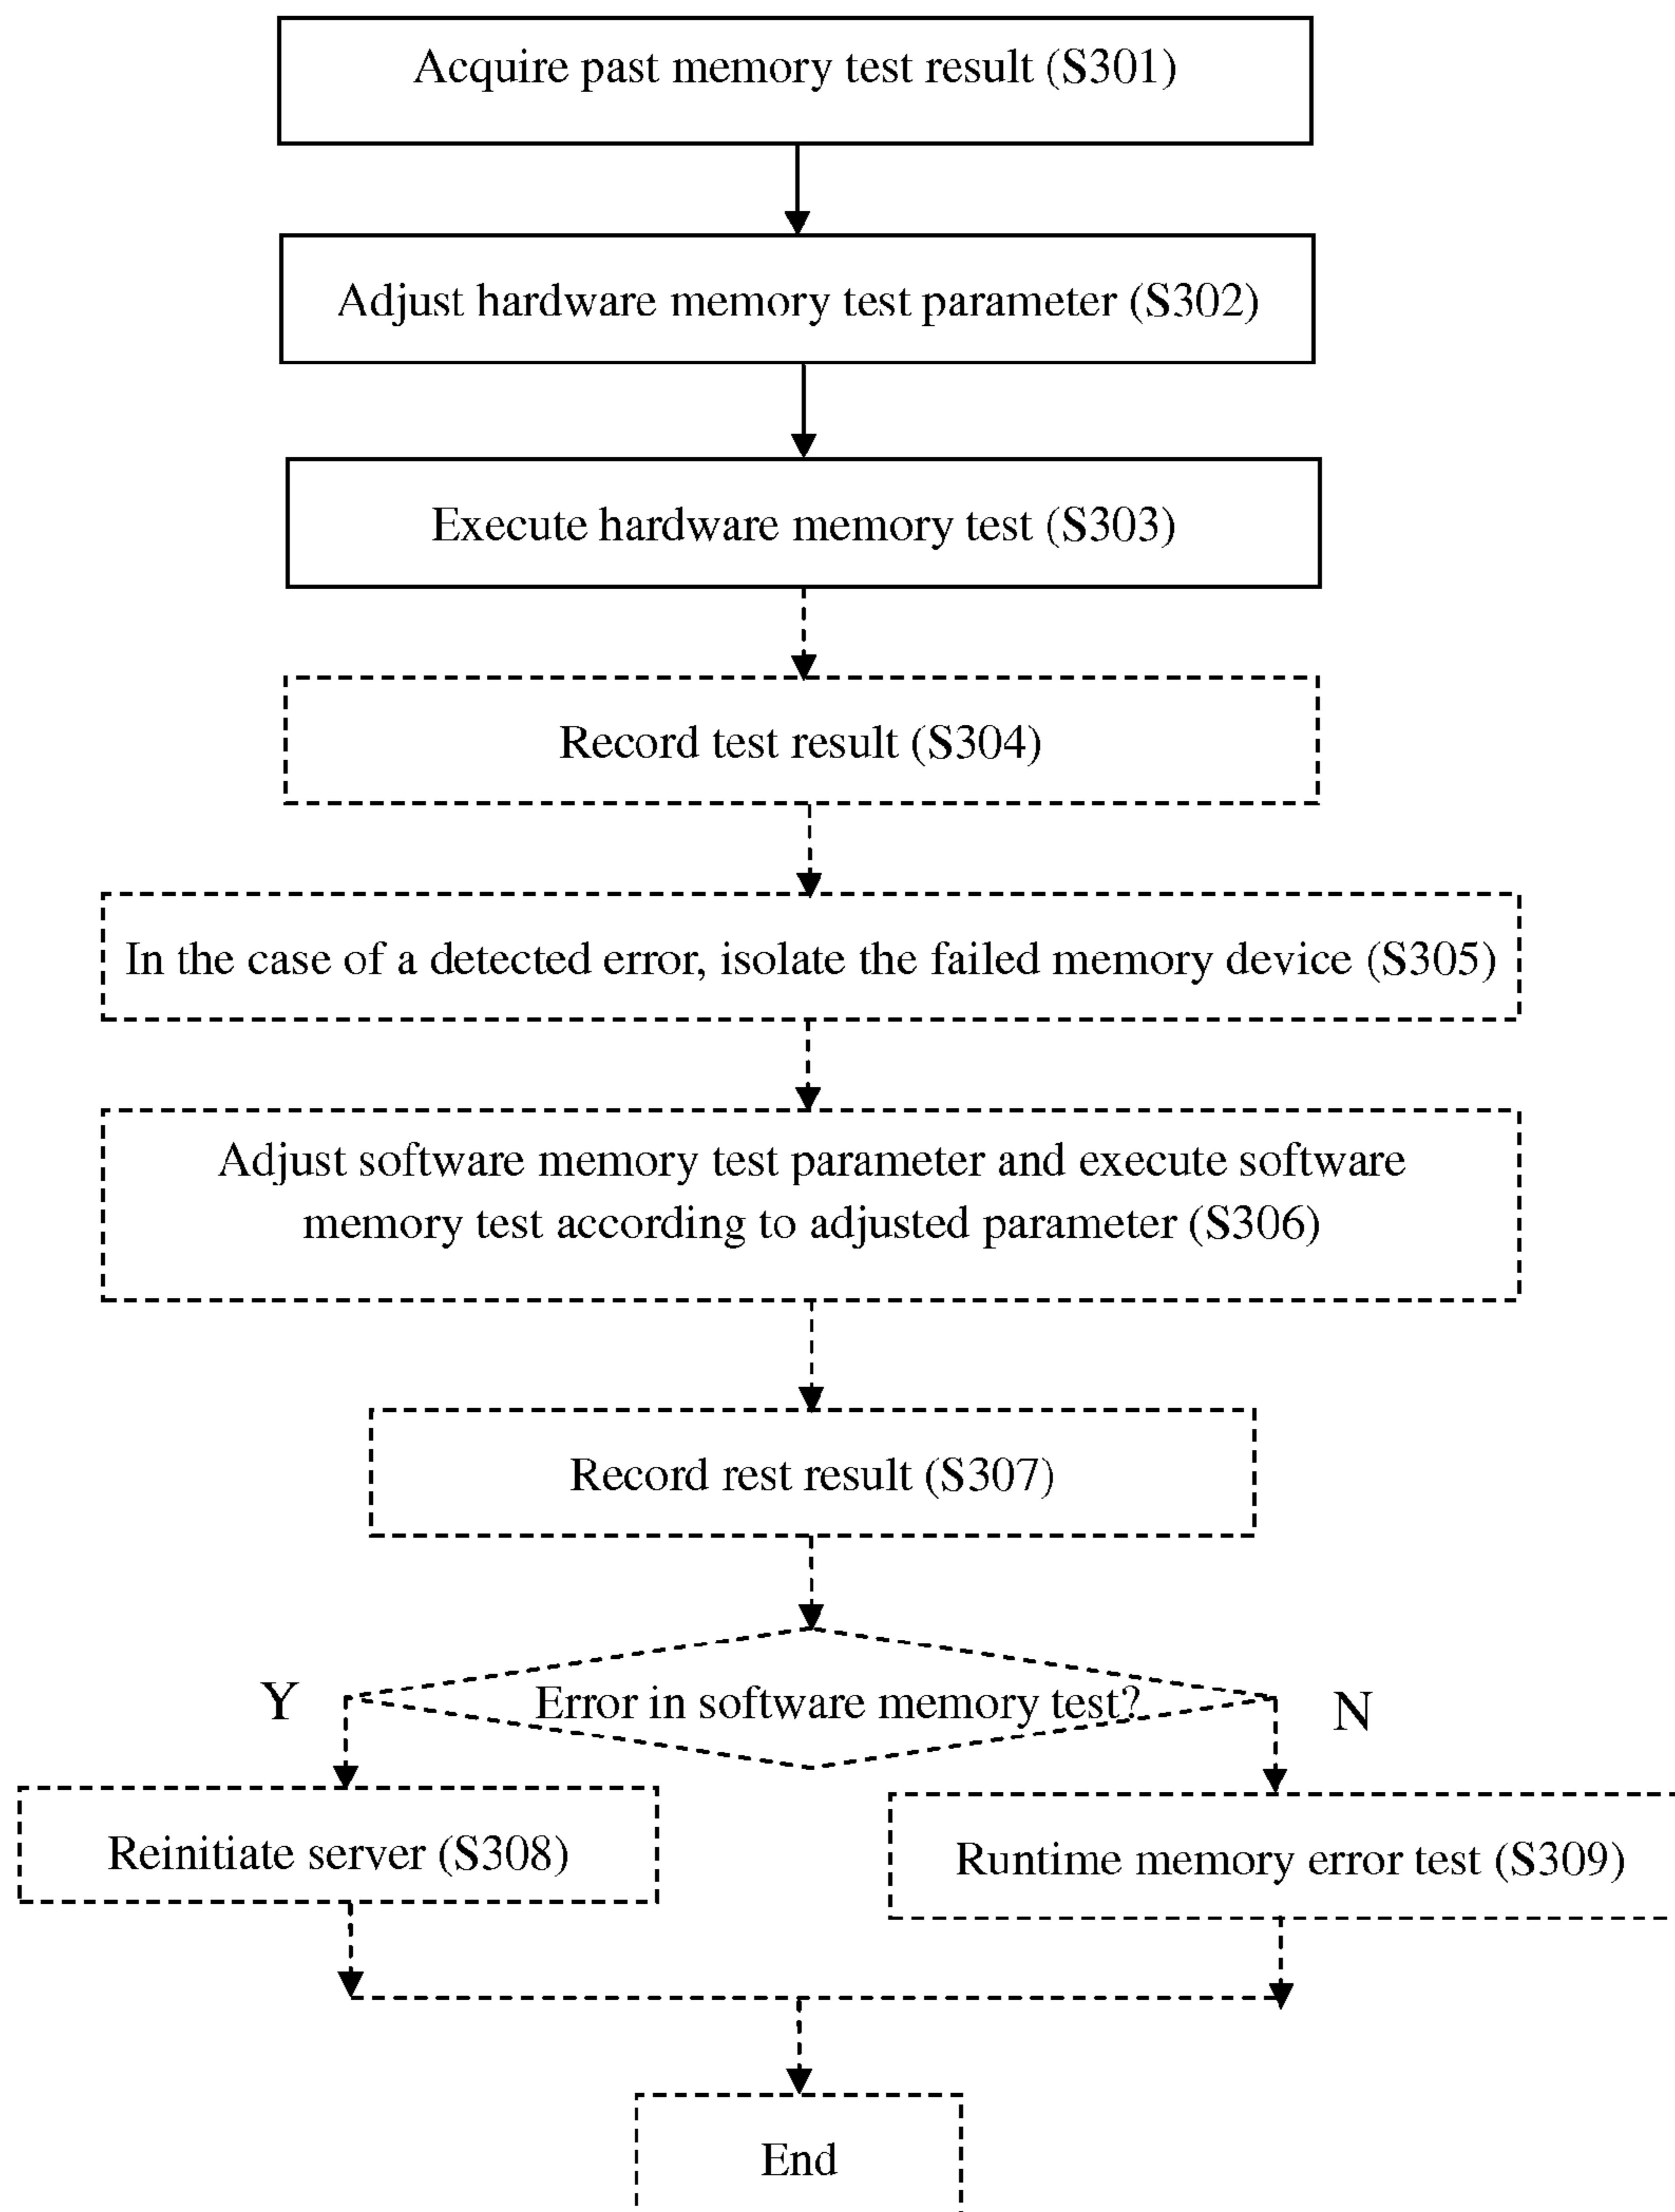 Acquire past memory test result (S301)
Adjust hardware memory test parameter (S302)
Execute hardware memory test (S303)
Record test result (S304)
In the case of a detected error, isolate the failed memory device (S305)
Adjust software memory test parameter and execute software
memory test according to adjusted parameter (S306)
Record rest result (S307)
Error in software memory test?
Y
N
Reinitiate server (S308)
Runtime memory error test (S309)
End